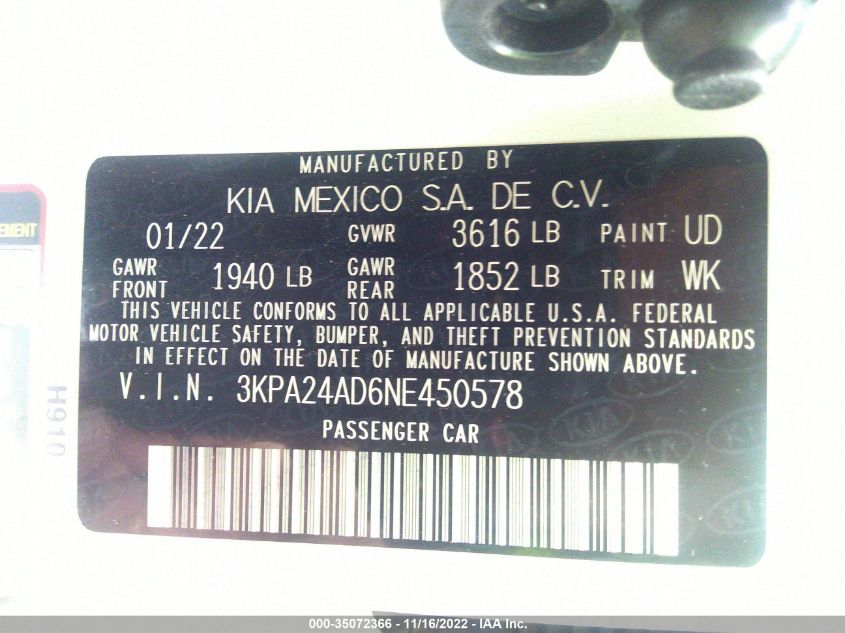 MANUFACTURED BY
KIA MEXICO S.A. DE C.V.
01/22 GVWR 3616 LB PAINT UD
GAWR FRONT 1940 LB GAWR REAR 1852 LB TRIM WK
THIS VEHICLE CONFORMS TO ALL APPLICABLE U.S.A. FEDERAL
MOTOR VEHICLE SAFETY, BUMPER, AND THEFT PREVENTION STANDARDS
IN EFFECT ON THE DATE OF MANUFACTURE SHOWN ABOVE.
V.I.N. 3KPA24AD6NE450578
PASSENGER CAR
H910
KIA
000-35072366 - 11/16/2022 - IAA Inc.